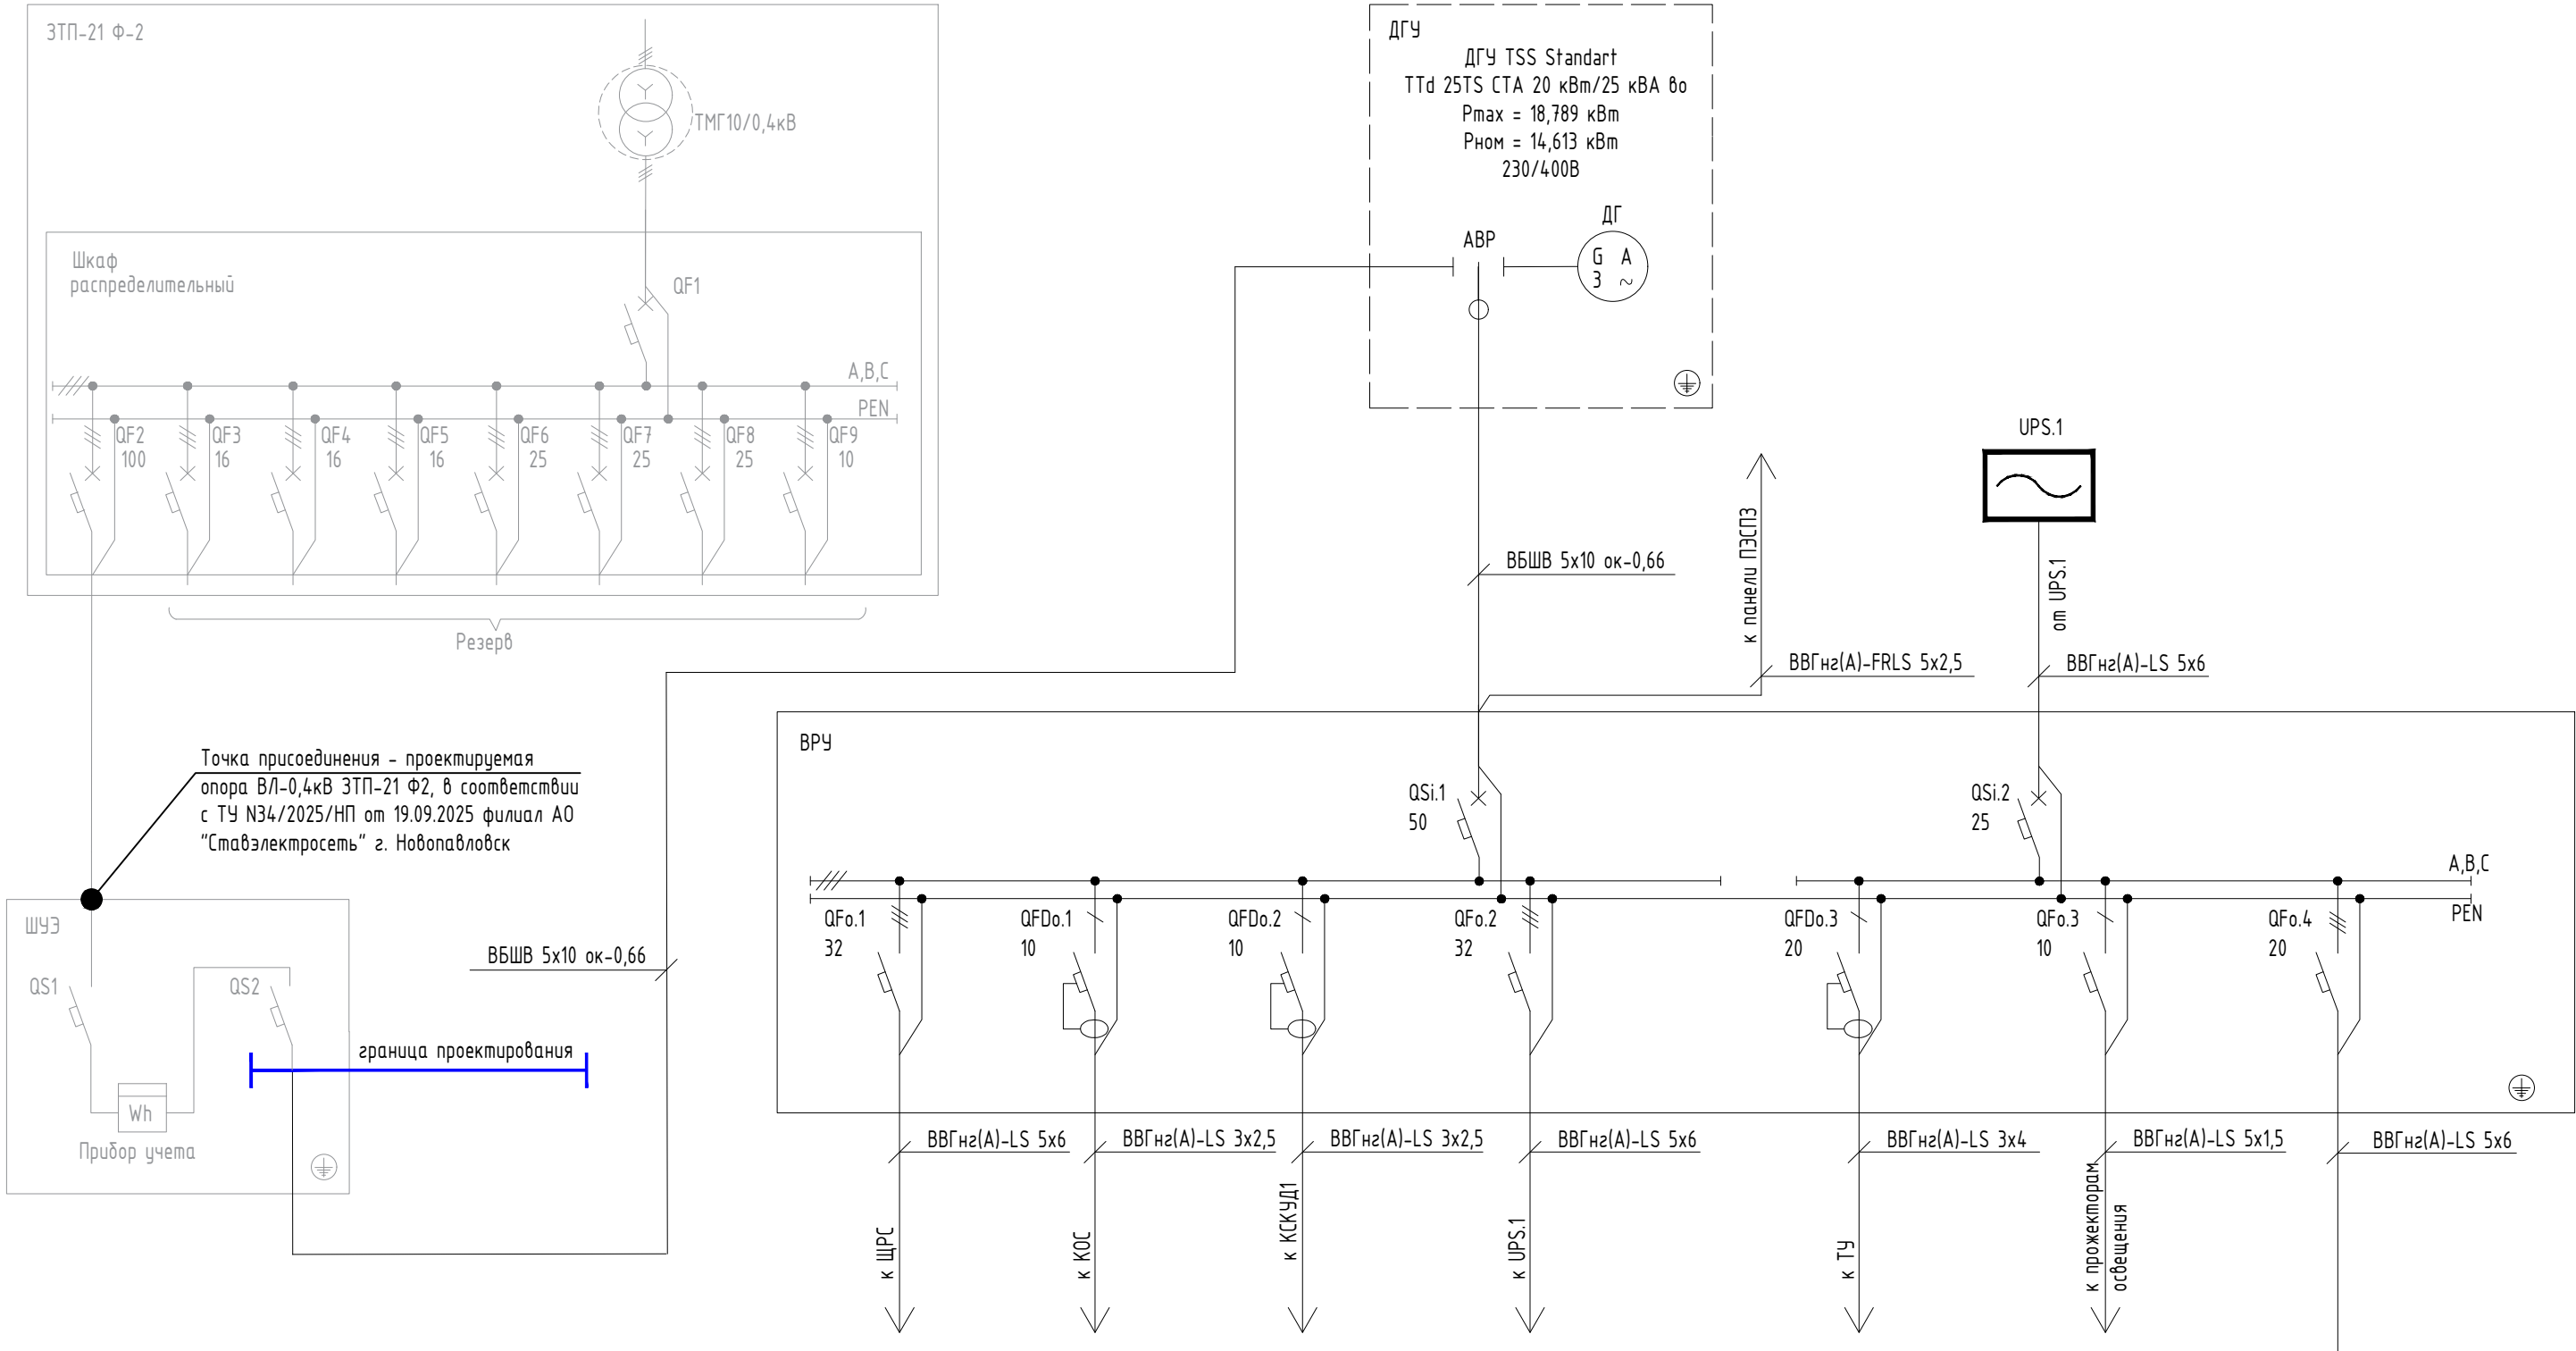 ЗТП-21 Ф-2
ТМГ10/0,4кВ
Шкаф
распределительный
QF1
A,B,C
PEN
QF2
100
QF3
16
QF4
16
QF5
16
QF6
25
QF7
25
QF8
25
QF9
10
Резерв
Точка присоединения - проектируемая
опора ВЛ-0,4кВ ЗТП-21 Ф2, в соответствии
с ТУ N34/2025/НП от 19.09.2025 филиал АО
"Ставэлектросеть" г. Новопавловск
ШУЭ
QS1
QS2
Wh
Прибор учета
граница проектирования
ВБШВ 5х10 ок-0,66
ДГУ
ДГУ TSS Standart
TTd 25TS СТА 20 кВт/25 кВА во
Pmax = 18,789 кВт
Рном = 14,613 кВт
230/400В
АВР
ДГ
G A
3 ~
ВБШВ 5х10 ок-0,66
к панели ПЭСПЗ
ВВГнг(А)-FRLS 5х2,5
UPS.1
от UPS.1
ВВГнг(А)-LS 5х6
ВРУ
QSi.1
50
QSi.2
25
A,B,C
PEN
QFo.1
32
QFDo.1
10
QFDo.2
10
QFo.2
32
QFDo.3
20
QFo.3
10
QFo.4
20
ВВГнг(А)-LS 5х6
ВВГнг(А)-LS 3х2,5
ВВГнг(А)-LS 3х2,5
ВВГнг(А)-LS 5х6
ВВГнг(А)-LS 3х4
ВВГнг(А)-LS 5х1,5
ВВГнг(А)-LS 5х6
к ЩРС
к КОС
к КСКУД1
к UPS.1
к ТУ
к прожекторам
освещения